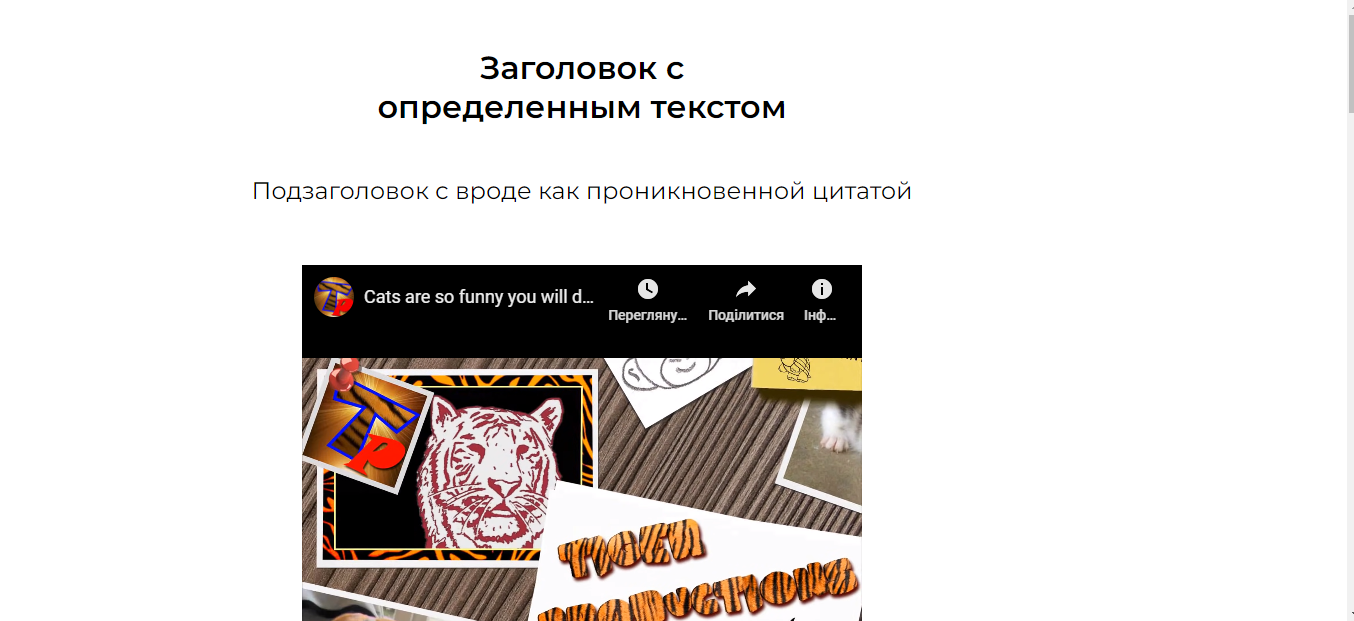 Заголовок с
определенным текстом
Подзаголовок с вроде как проникновенной цитатой
Cats are so funny you will d...
Перегляну...
Поділитися
Інф...
TP
TIGER
PRODUCTIONS